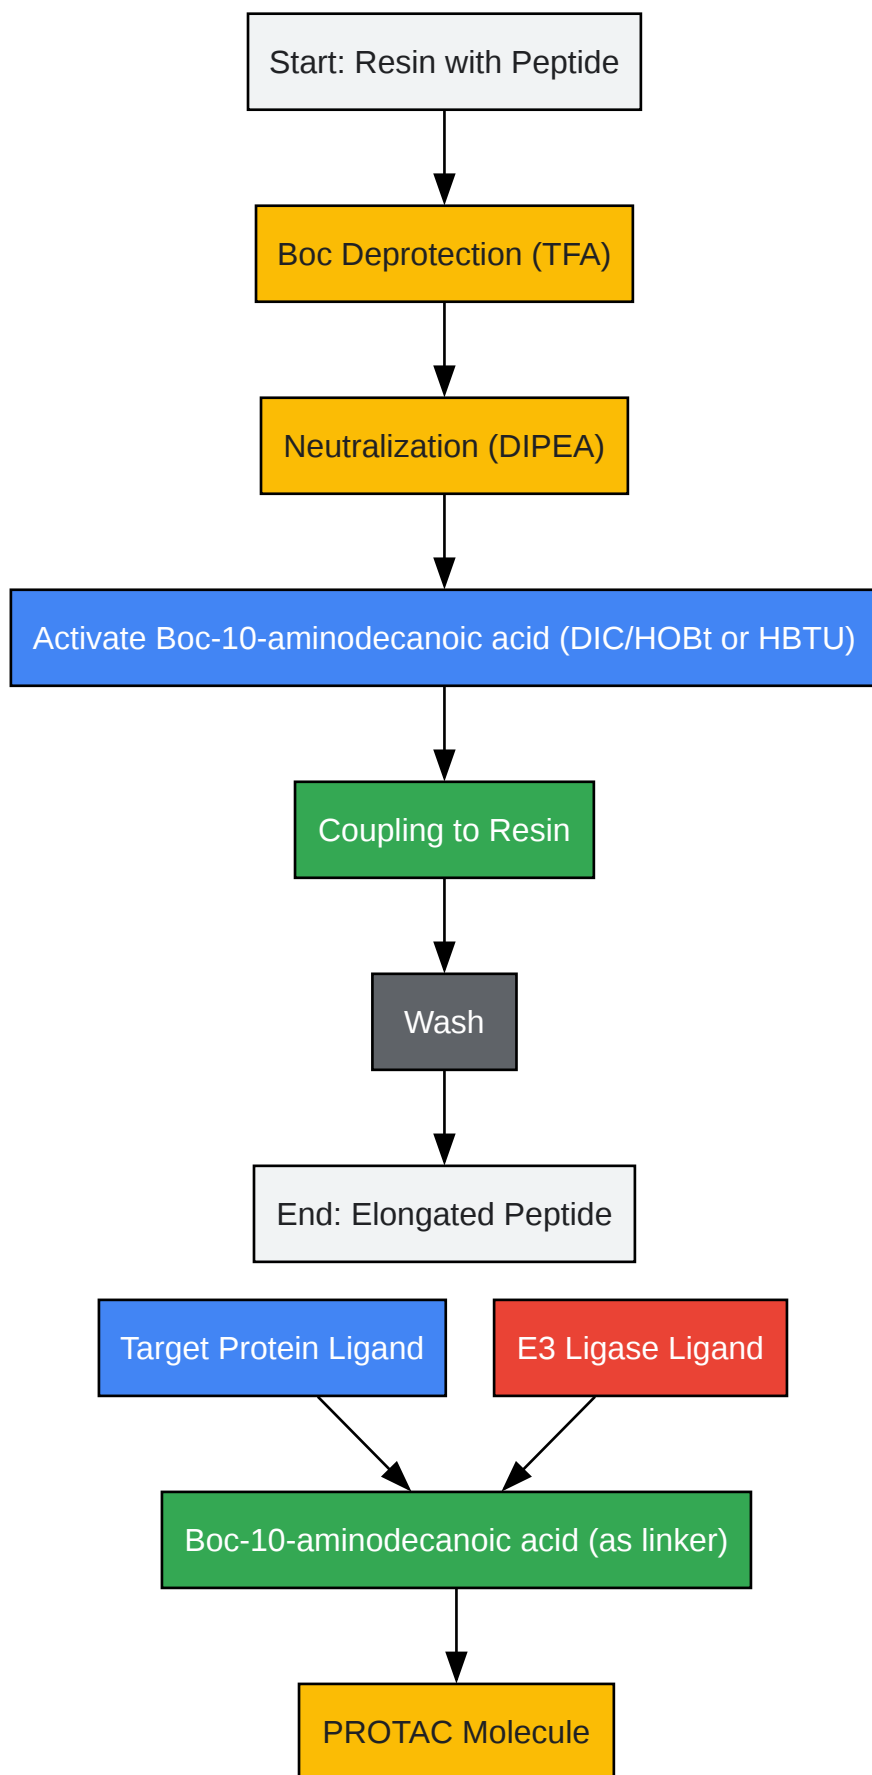 Start: Resin with Peptide
Boc Deprotection (TFA)
Neutralization (DIPEA)
Activate Boc-10-aminodecanoic acid (DIC/HOBt or HBTU)
Coupling to Resin
Wash
End: Elongated Peptide
Target Protein Ligand
E3 Ligase Ligand
Boc-10-aminodecanoic acid (as linker)
PROTAC Molecule